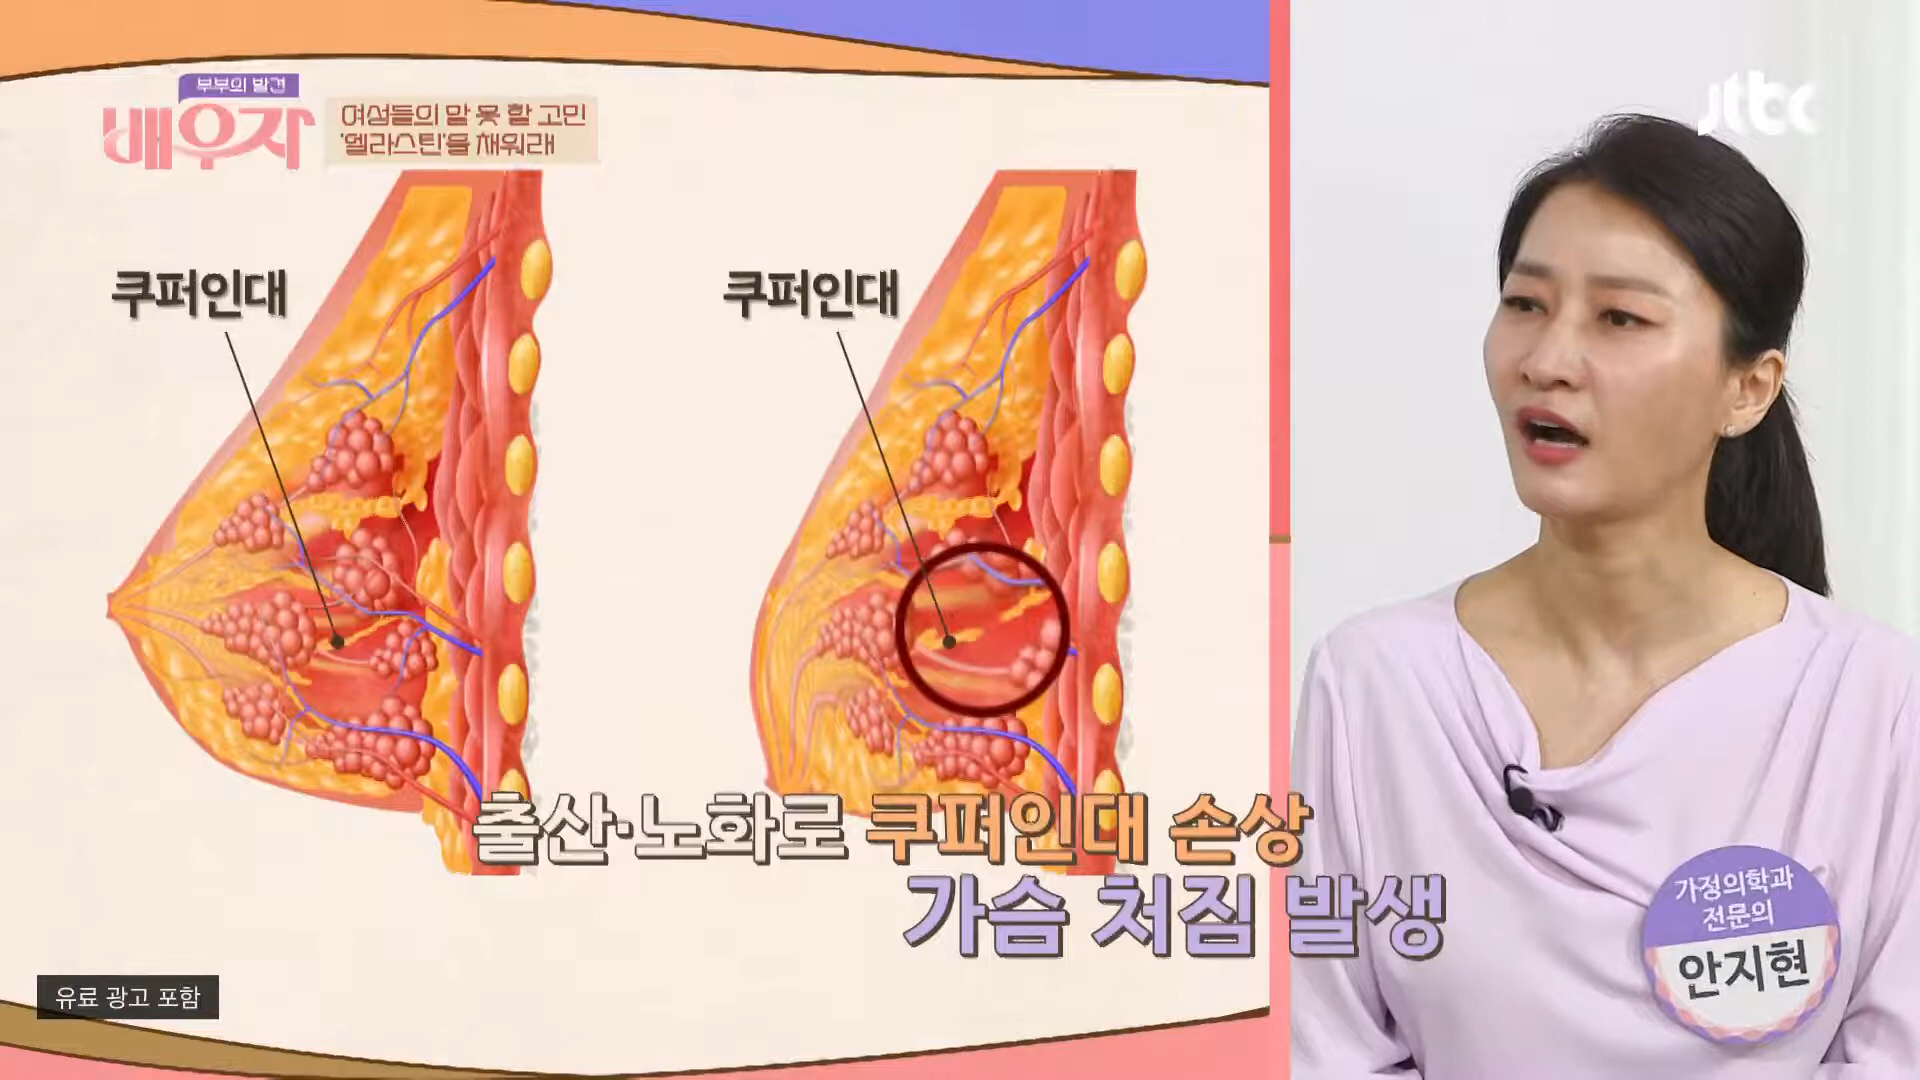 부부의 발견
배우자
여성들의 말 못 할 고민
'엘라스틴'을 채워라
jtbc
쿠퍼인대
쿠퍼인대
출산·노화로 쿠퍼인대 손상
가슴 처짐 발생
가정의학과
전문의
안지현
유료 광고 포함